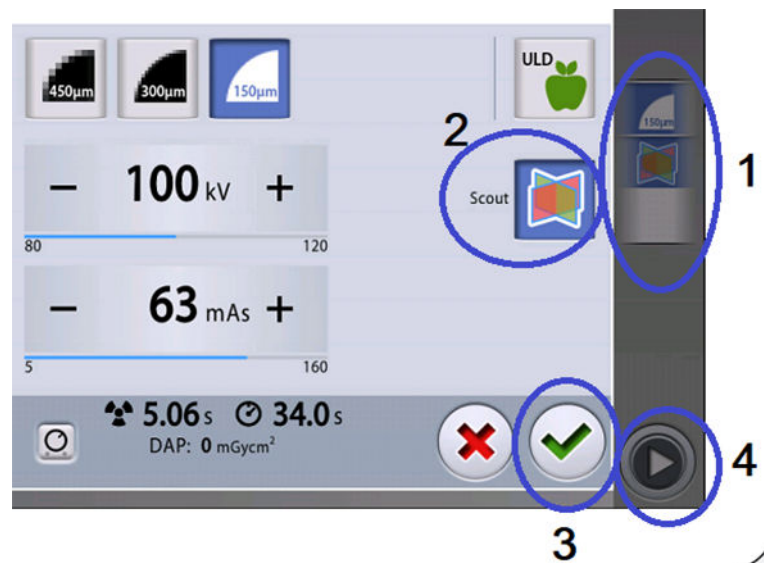 450μm 300μm 150μm ULD
2
150μm
1
− 100 kV +
Scout
80 120
− 63 mAs +
5 160
5.06 s 34.0 s
DAP: 0 mGycm²
4
3